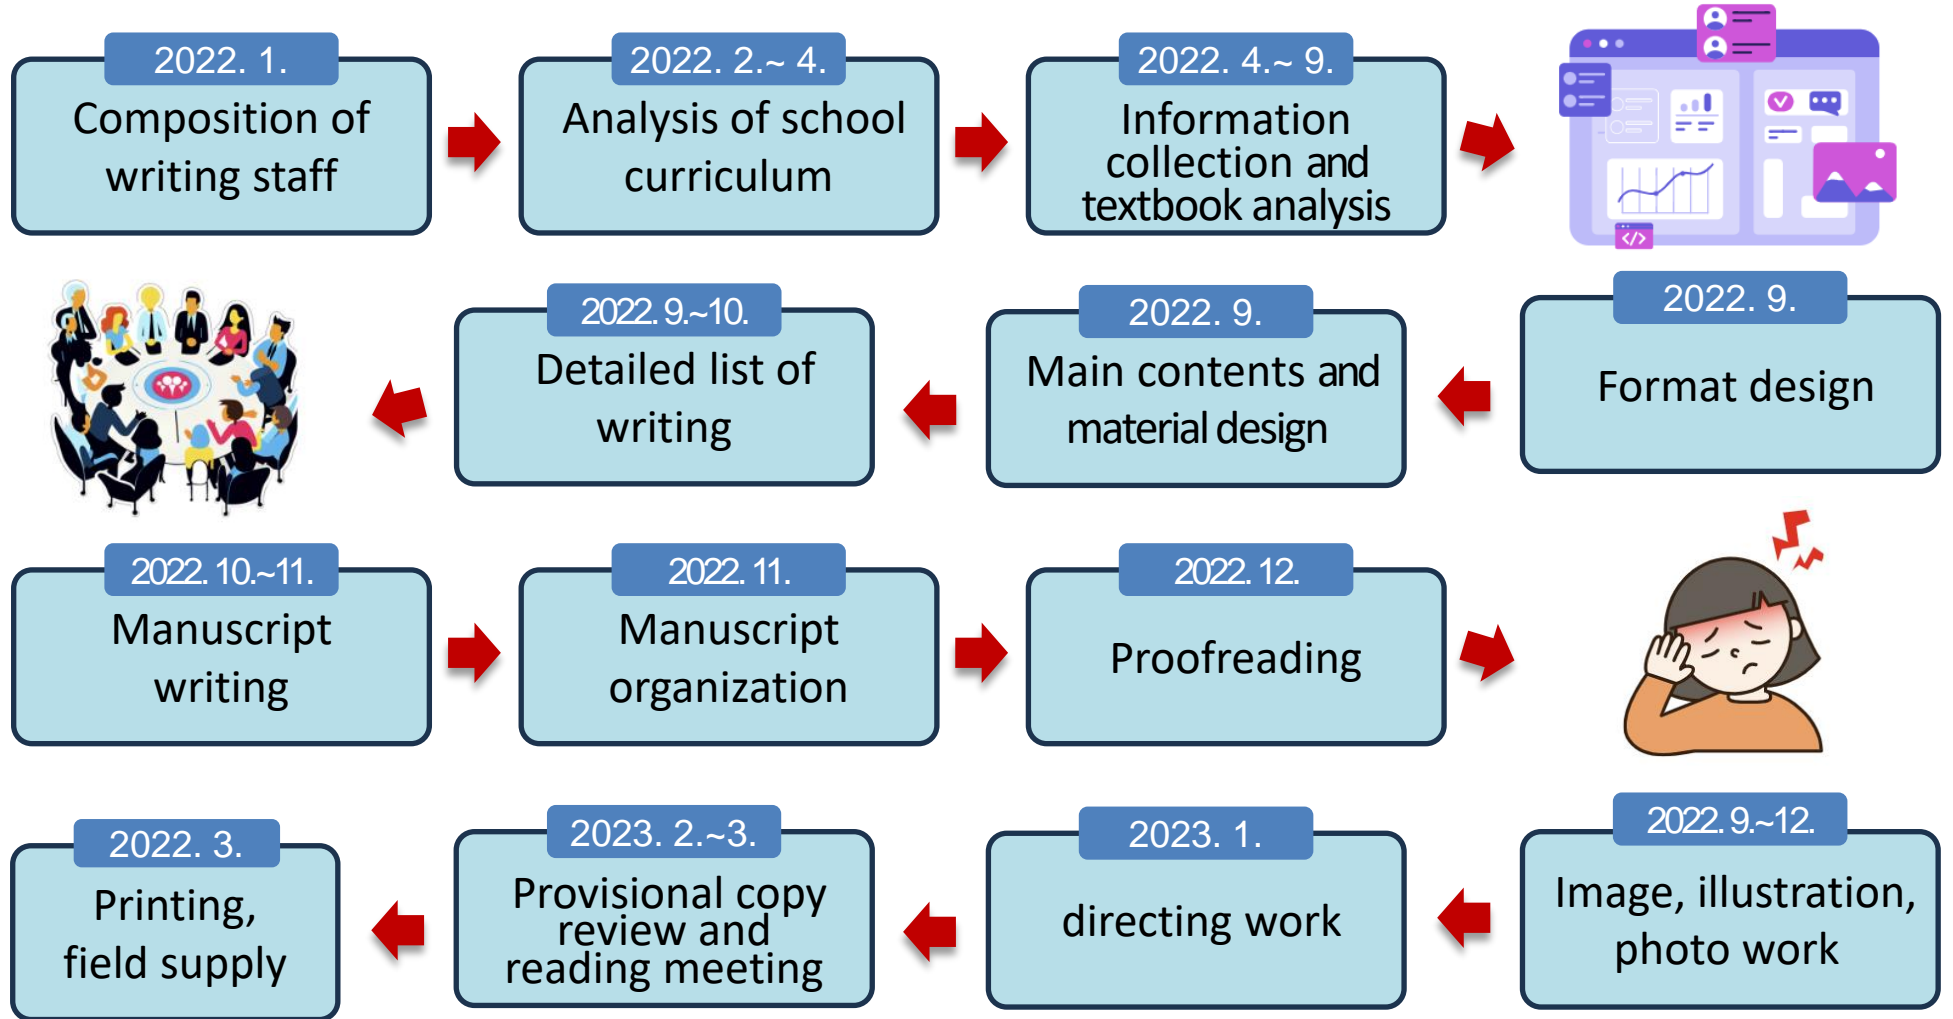 2022. 1.
Composition of
writing staff
2022. 2.~ 4.
Analysis of school
curriculum
2022. 4.~ 9.
Information
collection and
textbook analysis
</>
2022. 9.
Format design
2022. 9.
Main contents and
material design
2022. 9.~10.
Detailed list of
writing
2022. 10.~11.
Manuscript
writing
2022. 11.
Manuscript
organization
2022. 12.
Proofreading
2022. 9.~12.
Image, illustration,
photo work
2023. 1.
directing work
2023. 2.~3.
Provisional copy
review and
reading meeting
2022. 3.
Printing,
field supply